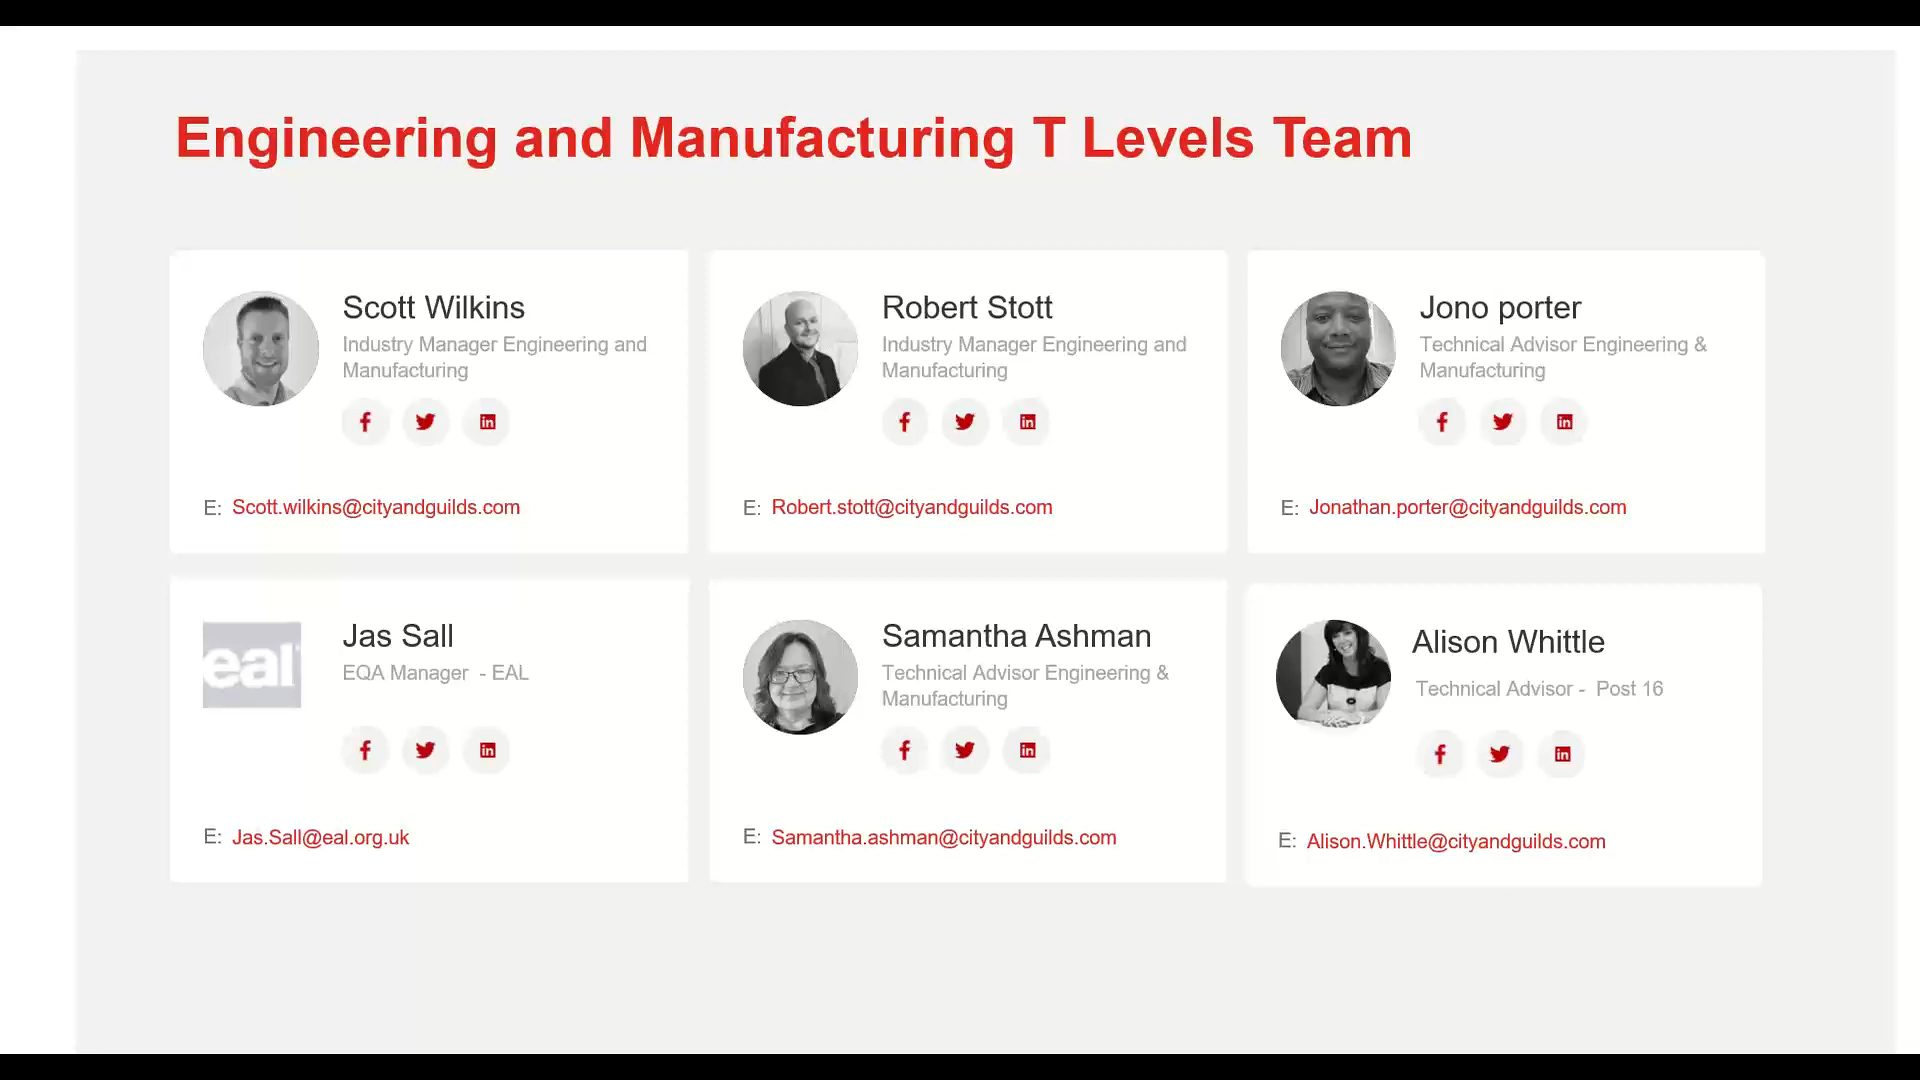 Engineering and Manufacturing T Levels Team
Scott Wilkins
Industry Manager Engineering and
Manufacturing
E: Scott.wilkins@cityandguilds.com
Robert Stott
Industry Manager Engineering and
Manufacturing
E: Robert.stott@cityandguilds.com
Jono porter
Technical Advisor Engineering &
Manufacturing
E: Jonathan.porter@cityandguilds.com
eal
Jas Sall
EQA Manager - EAL
E: Jas.Sall@eal.org.uk
Samantha Ashman
Technical Advisor Engineering &
Manufacturing
E: Samantha.ashman@cityandguilds.com
Alison Whittle
Technical Advisor - Post 16
E: Alison.Whittle@cityandguilds.com